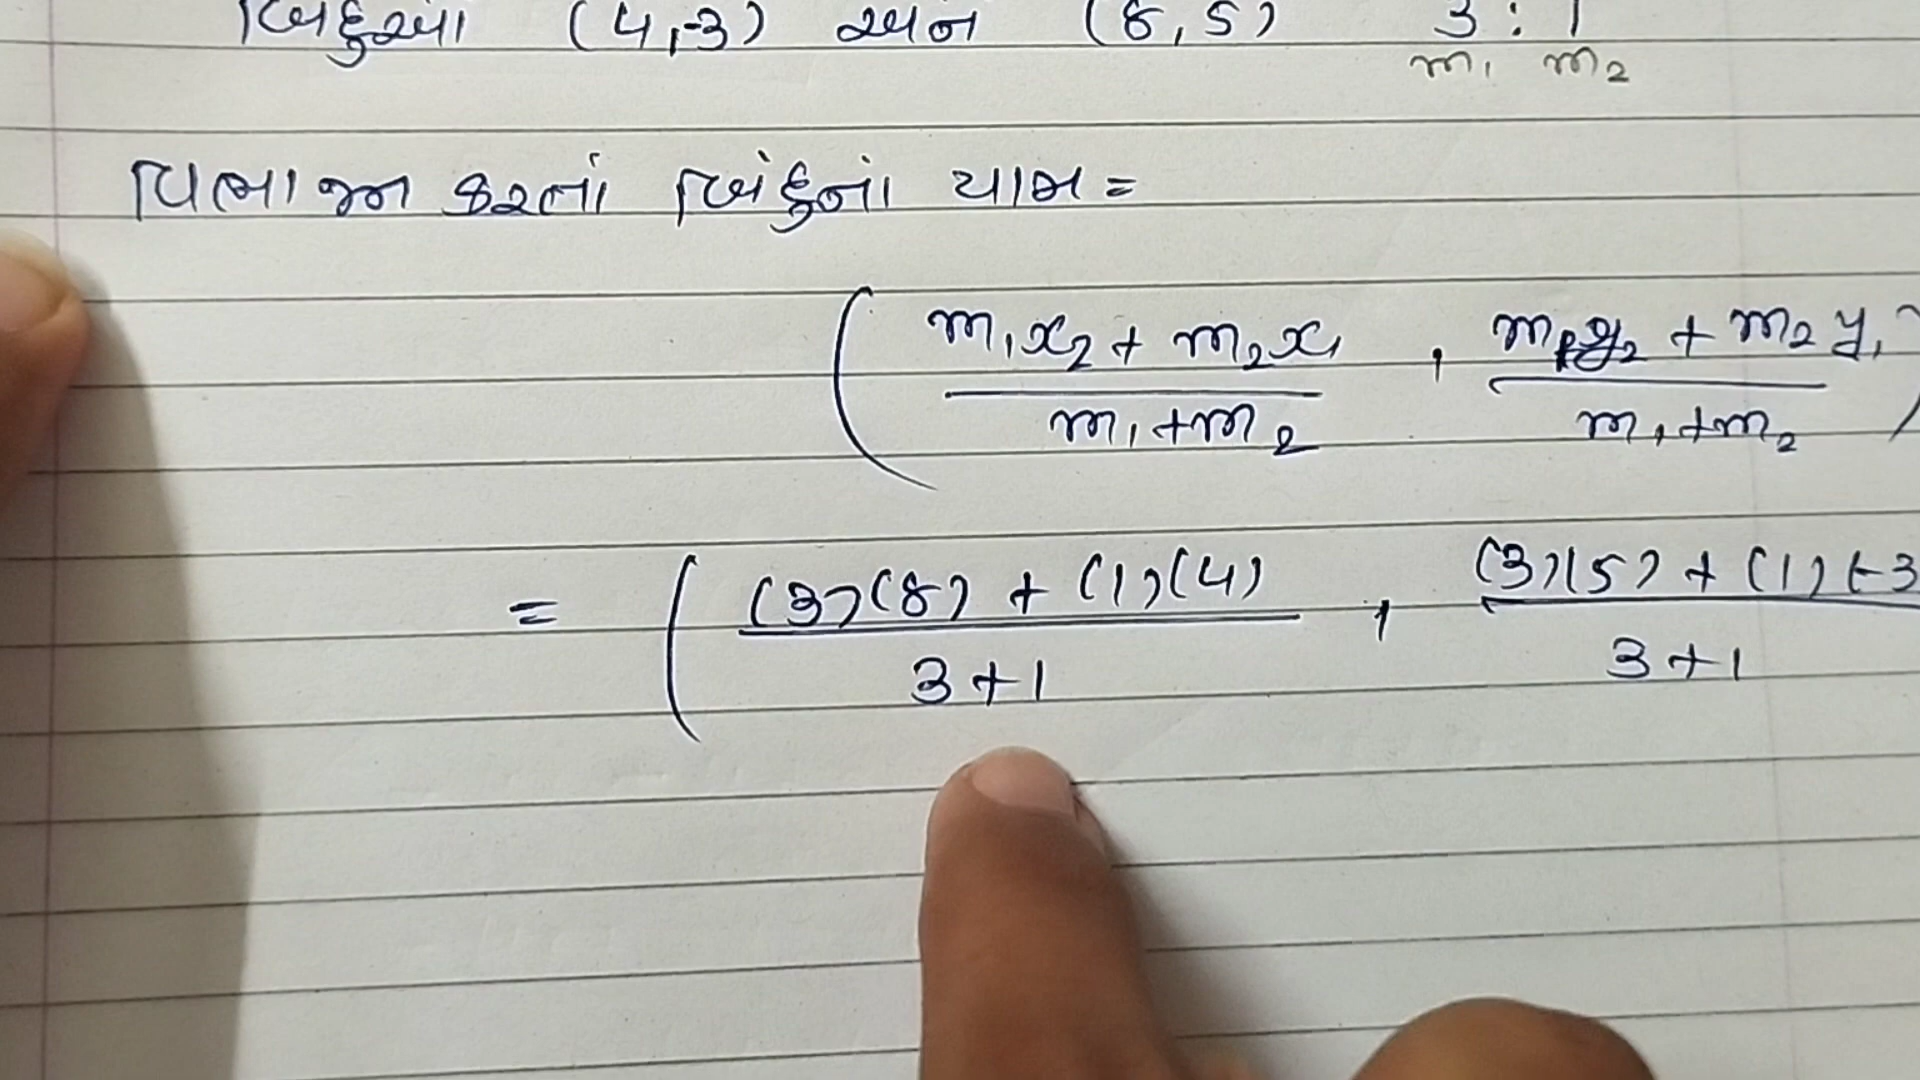 બિંદુઓ (4,-3) અને (8,5) 3:1
m₁ m₂
વિભાજન કરતાં બિંદુનાં યામ =
( (m₁x₂ + m₂x₁)/(m₁+m₂) , (m₁y₂ + m₂y₁)/(m₁+m₂) )
= ( ((3)(8) + (1)(4))/(3+1) , ((3)(5) + (1)(-3/(3+1)